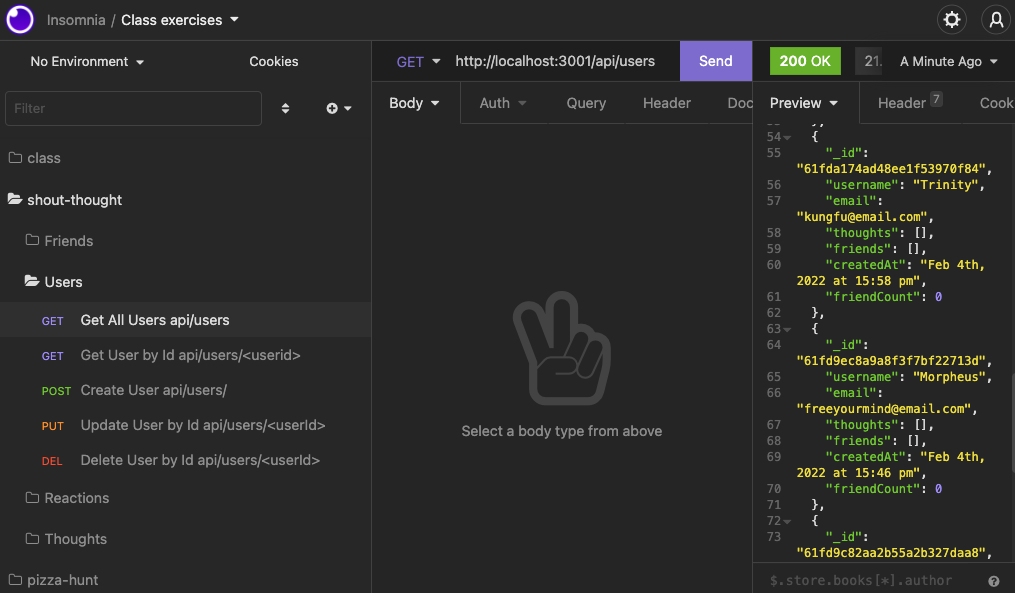 Insomnia / Class exercises
No Environment
Cookies
Filter
class
shout-thought
Friends
Users
GET Get All Users api/users
GET Get User by Id api/users/<userid>
POST Create User api/users/
PUT Update User by Id api/users/<userId>
DEL Delete User by Id api/users/<userId>
Reactions
Thoughts
pizza-hunt
GET http://localhost:3001/api/users Send
Body Auth Query Header Doc
Select a body type from above
200 OK 21. A Minute Ago
Preview Header 7 Cook
54 {
55 "_id":
"61fda174ad48ee1f53970f84",
56 "username": "Trinity",
57 "email":
"kungfu@email.com",
58 "thoughts": [],
59 "friends": [],
60 "createdAt": "Feb 4th,
2022 at 15:58 pm",
61 "friendCount": 0
62 },
63 {
64 "_id":
"61fd9ec8a9a8f3f7bf22713d",
65 "username": "Morpheus",
66 "email":
"freeyourmind@email.com",
67 "thoughts": [],
68 "friends": [],
69 "createdAt": "Feb 4th,
2022 at 15:46 pm",
70 "friendCount": 0
71 },
72 {
73 "_id":
"61fd9c82aa2b55a2b327daa8",
$.store.books[*].author